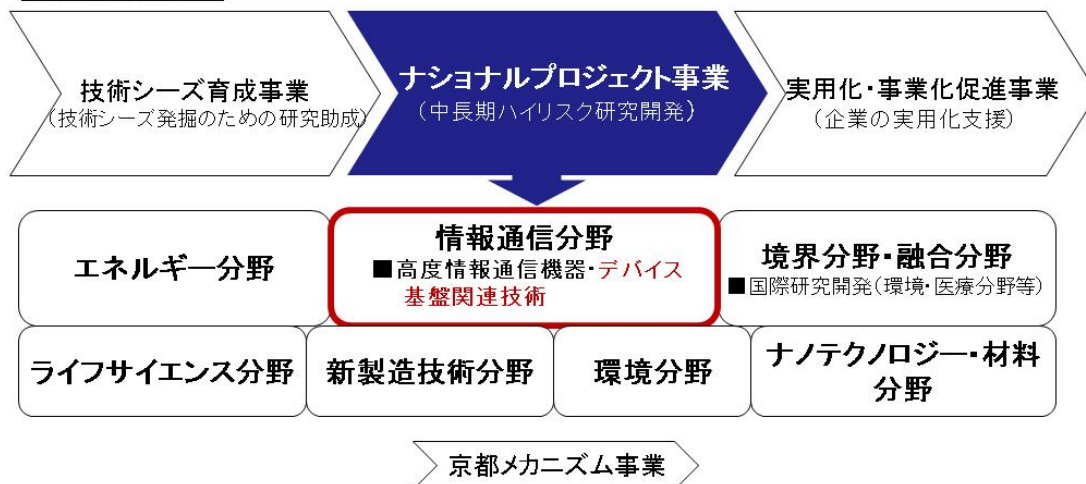 技術シーズ育成事業
(技術シーズ発掘のための研究助成)
ナショナルプロジェクト事業
(中長期ハイリスク研究開発)
実用化・事業化促進事業
(企業の実用化支援)
エネルギー分野
情報通信分野
■高度情報通信機器・デバイス
基盤関連技術
境界分野・融合分野
■国際研究開発(環境・医療分野等)
ライフサイエンス分野
新製造技術分野
環境分野
ナノテクノロジー・材料
分野
京都メカニズム事業